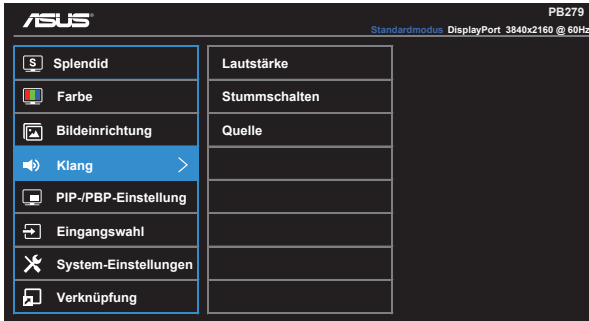 /SUS PB279
Standardmodus DisplayPort 3840x2160 @ 60Hz
S Splendid
Farbe
Bildeinrichtung
Klang
PIP-/PBP-Einstellung
Eingangswahl
System-Einstellungen
Verknüpfung
Lautstärke
Stummschalten
Quelle